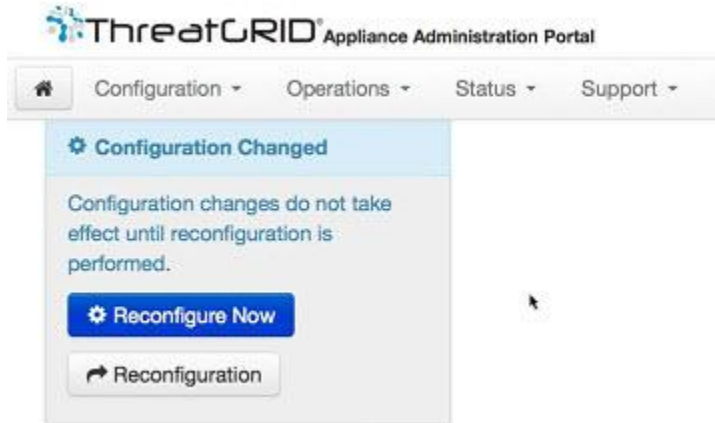 ThreatGRID® Appliance Administration Portal
Configuration Operations Status Support
Configuration Changed
Configuration changes do not take
effect until reconfiguration is
performed.
Reconfigure Now
Reconfiguration